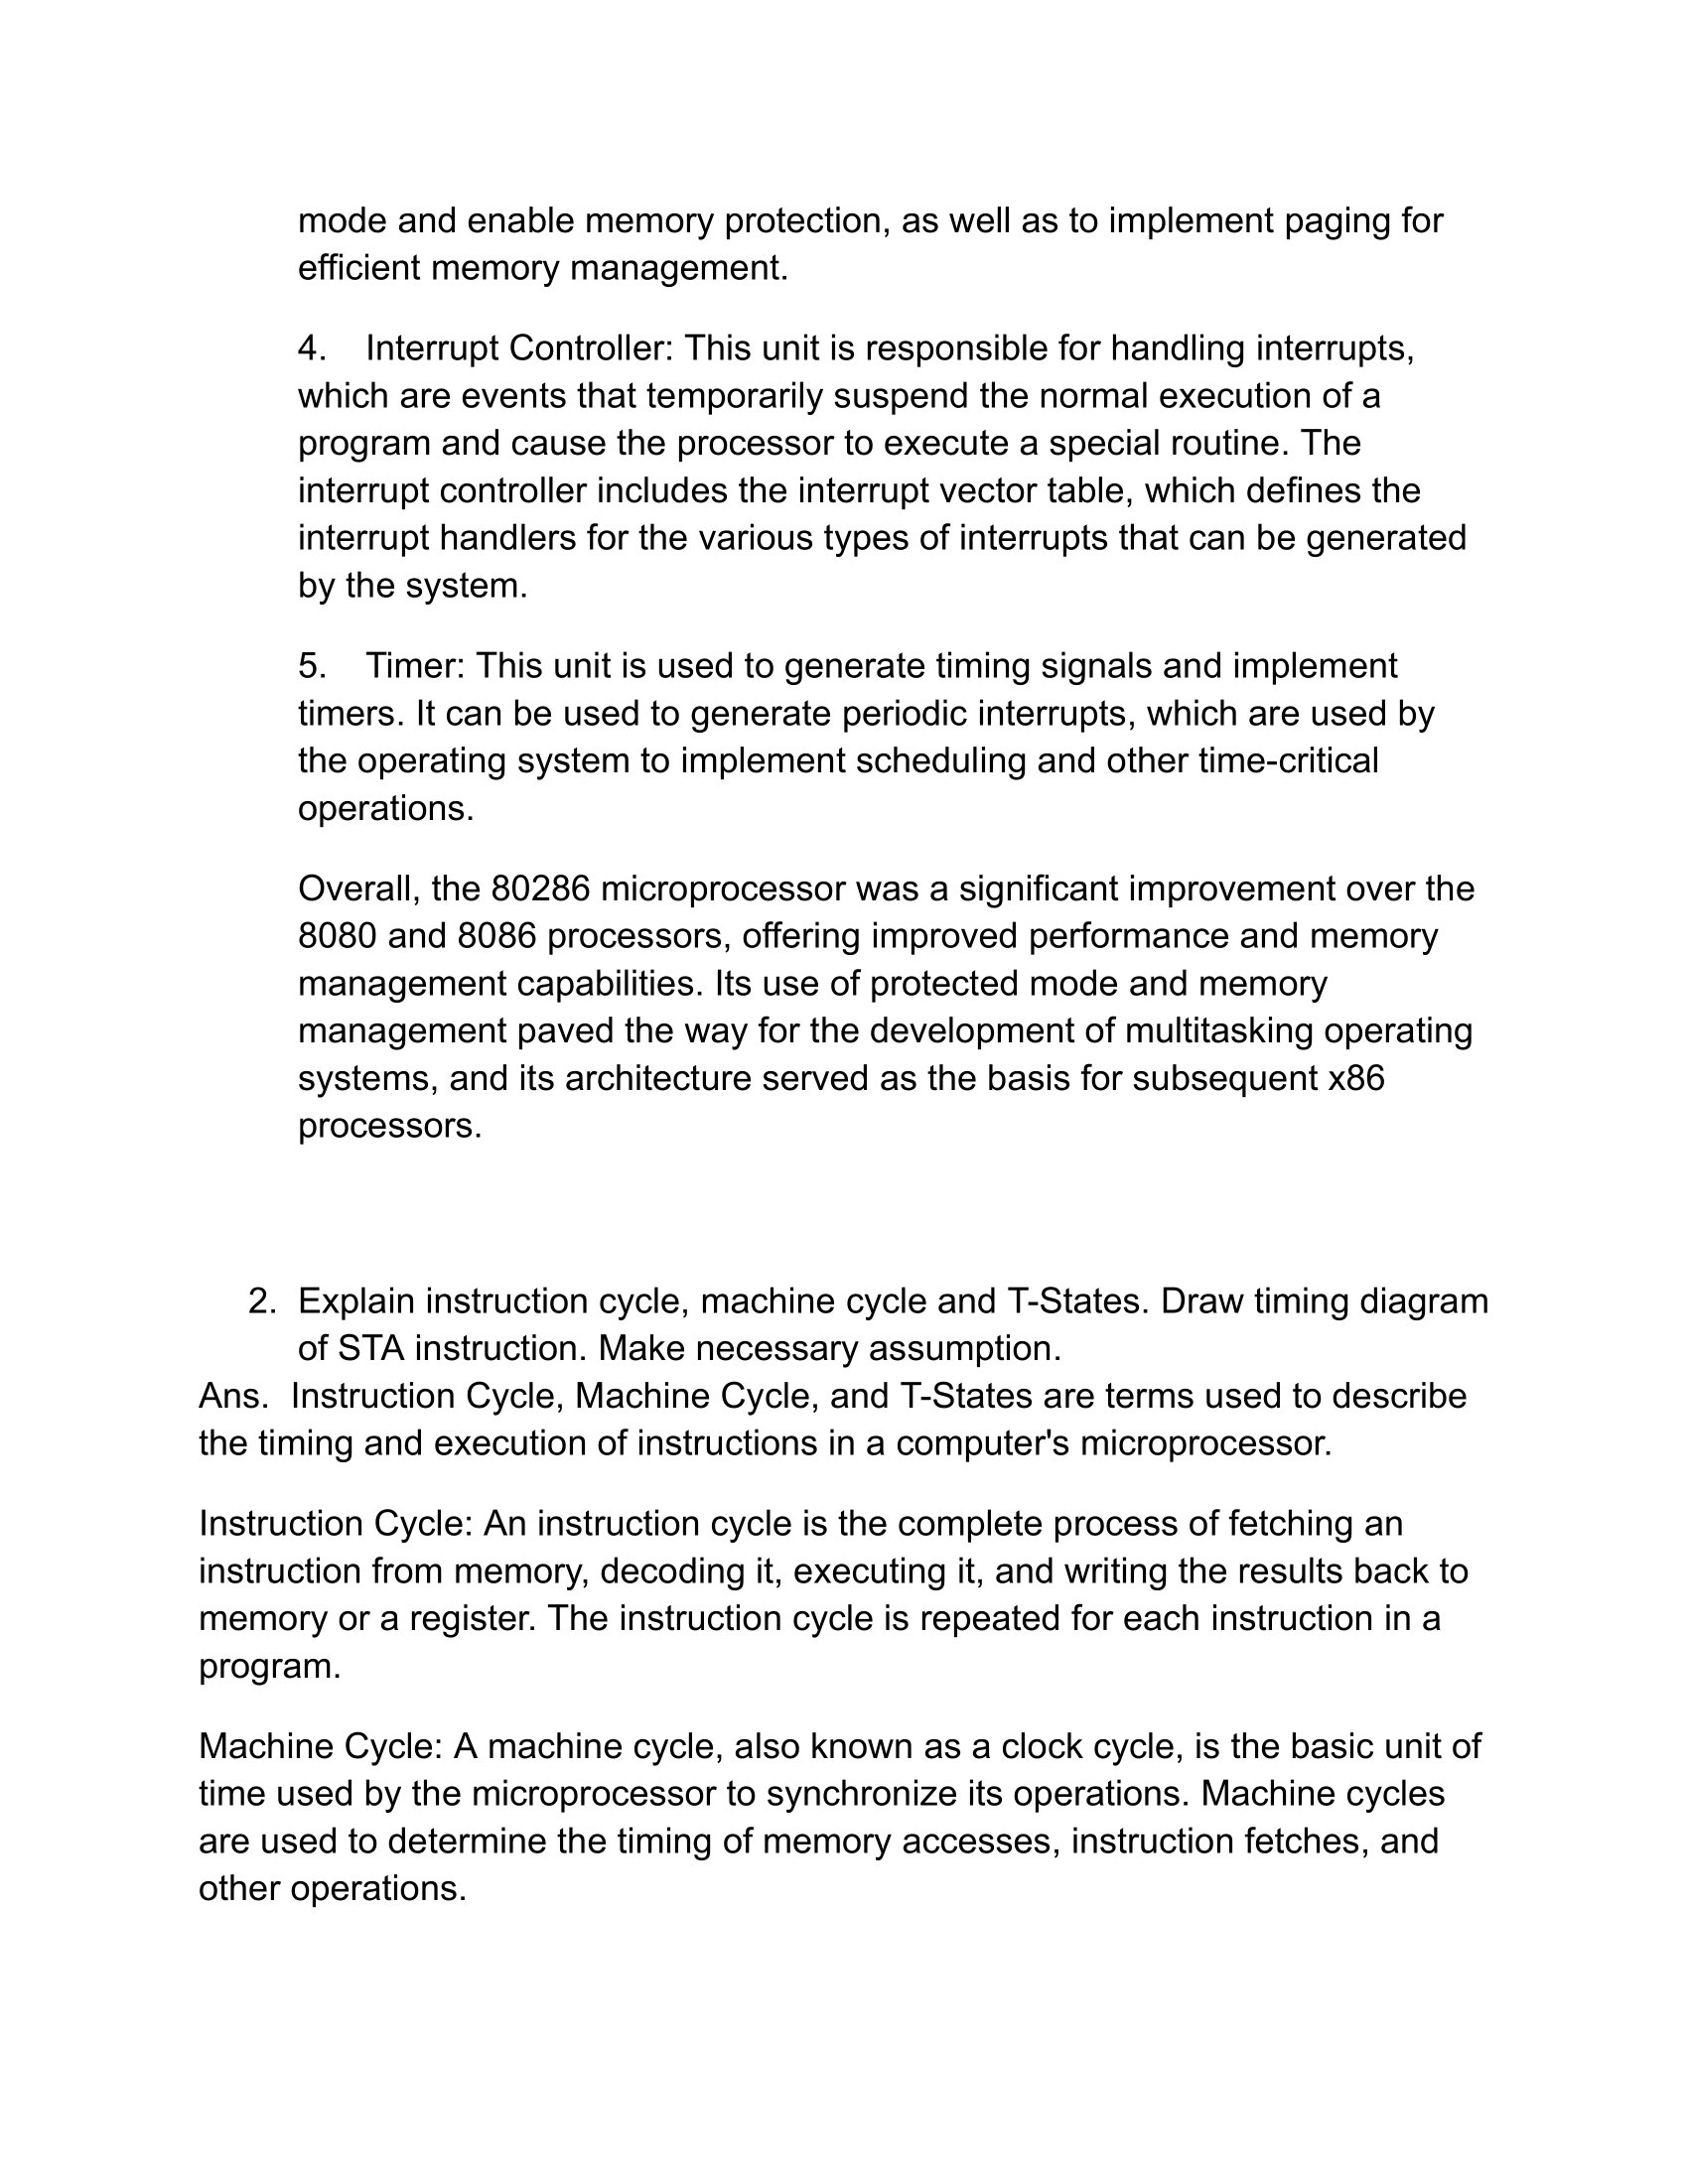 mode and enable memory protection, as well as to implement paging for
efficient memory management.
4. Interrupt Controller: This unit is responsible for handling interrupts,
which are events that temporarily suspend the normal execution of a
program and cause the processor to execute a special routine. The
interrupt controller includes the interrupt vector table, which defines the
interrupt handlers for the various types of interrupts that can be generated
by the system.
5. Timer: This unit is used to generate timing signals and implement
timers. It can be used to generate periodic interrupts, which are used by
the operating system to implement scheduling and other time-critical
operations.
Overall, the 80286 microprocessor was a significant improvement over the
8080 and 8086 processors, offering improved performance and memory
management capabilities. Its use of protected mode and memory
management paved the way for the development of multitasking operating
systems, and its architecture served as the basis for subsequent x86
processors.
2. Explain instruction cycle, machine cycle and T-States. Draw timing diagram
of STA instruction. Make necessary assumption.
Ans. Instruction Cycle, Machine Cycle, and T-States are terms used to describe
the timing and execution of instructions in a computer's microprocessor.
Instruction Cycle: An instruction cycle is the complete process of fetching an
instruction from memory, decoding it, executing it, and writing the results back to
memory or a register. The instruction cycle is repeated for each instruction in a
program.
Machine Cycle: A machine cycle, also known as a clock cycle, is the basic unit of
time used by the microprocessor to synchronize its operations. Machine cycles
are used to determine the timing of memory accesses, instruction fetches, and
other operations.